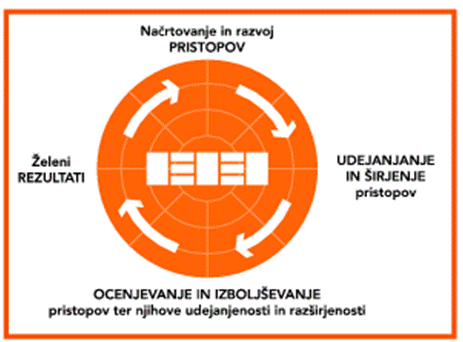 Načrtovanje in razvoj
PRISTOPOV
Želeni
REZULTATI
UDEJANJANJE
IN ŠIRJENJE
pristopov
OCENJEVANJE IN IZBOLJŠEVANJE
pristopov ter njihove udejanjenosti in razširjenosti